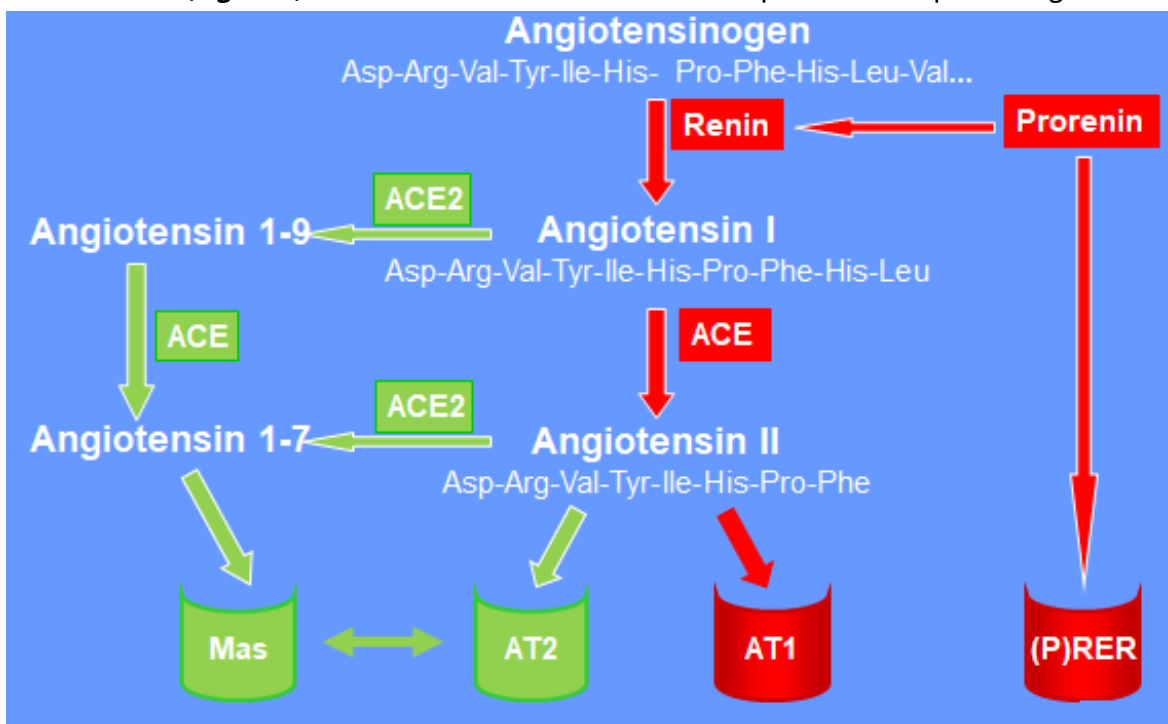 Angiotensinogen
Asp-Arg-Val-Tyr-Ile-His- Pro-Phe-His-Leu-Val...
Renin
Prorenin
ACE2
Angiotensin 1-9
Angiotensin I
Asp-Arg-Val-Tyr-Ile-His-Pro-Phe-His-Leu
ACE
ACE
ACE2
Angiotensin 1-7
Angiotensin II
Asp-Arg-Val-Tyr-Ile-His-Pro-Phe
Mas
AT2
AT1
(P)RER